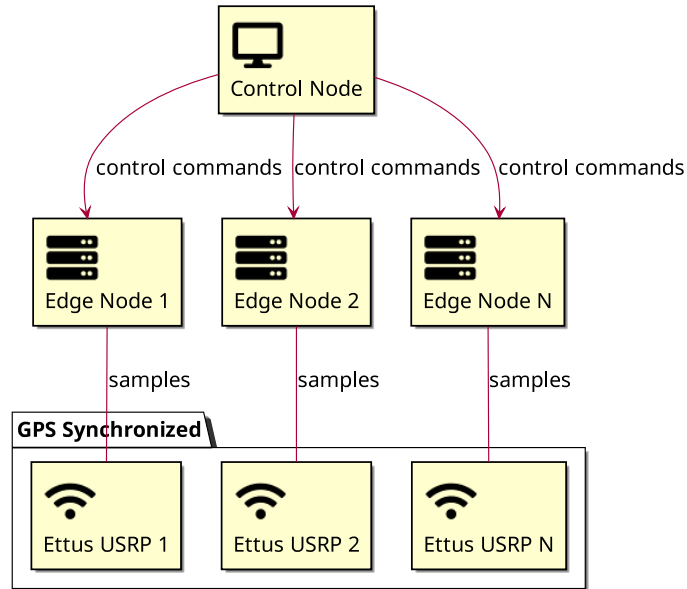 Control Node
control commands
control commands
control commands
Edge Node 1
Edge Node 2
Edge Node N
samples
samples
samples
GPS Synchronized
Ettus USRP 1
Ettus USRP 2
Ettus USRP N